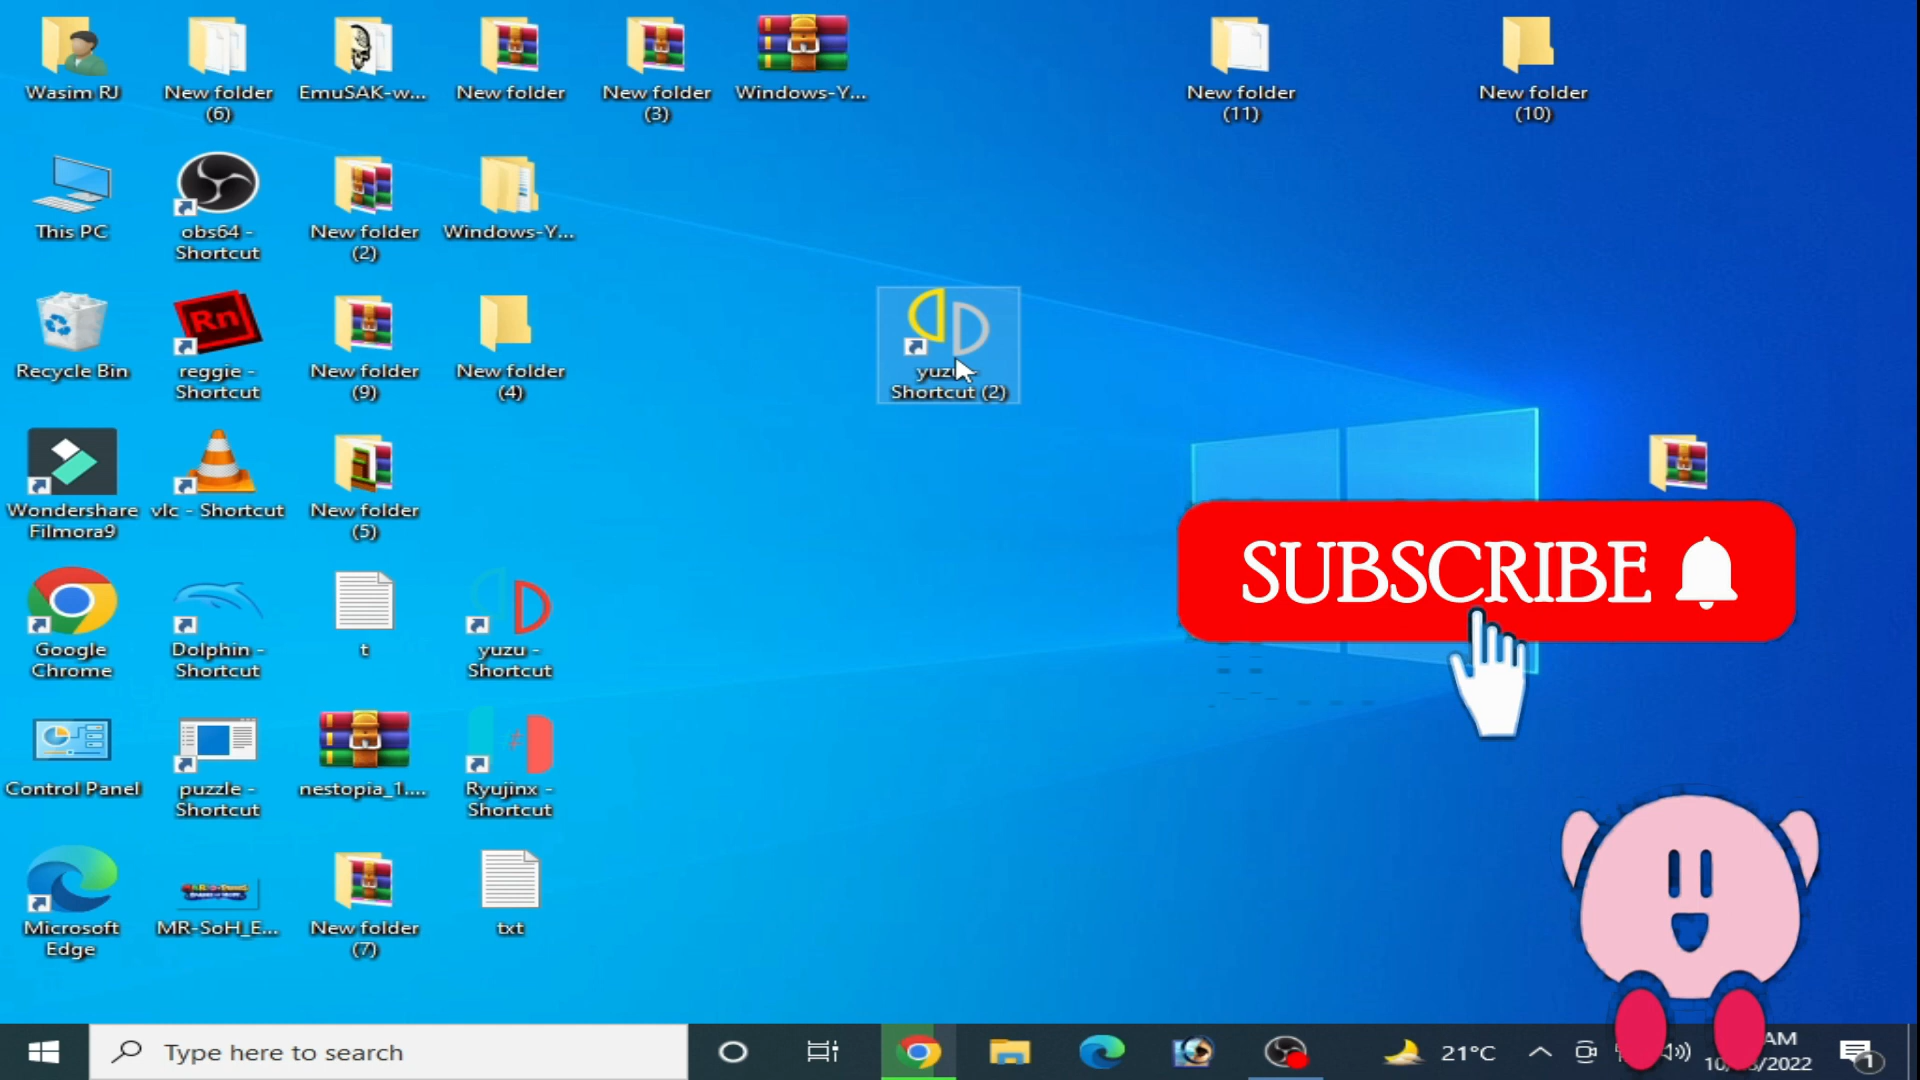 Wasim RJ
New folder
(6)
EmuSAK-w...
New folder
New folder
(3)
Windows-Y...
New folder
(11)
New folder
(10)
This PC
obs64 -
Shortcut
New folder
(2)
Windows-Y...
Recycle Bin
Rn
reggie -
Shortcut
New folder
(9)
New folder
(4)
Shortcut (2)
Wondershare
Filmora9
vlc - Shortcut
New folder
(5)
SUBSCRIBE
Google
Chrome
Dolphin -
Shortcut
t
yuzu -
Shortcut
Control Panel
puzzle -
Shortcut
nestopia_1....
Ryujinx -
Shortcut
Microsoft
Edge
MR-SoH_E...
New folder
(7)
txt
Type here to search
21°C
AM
1